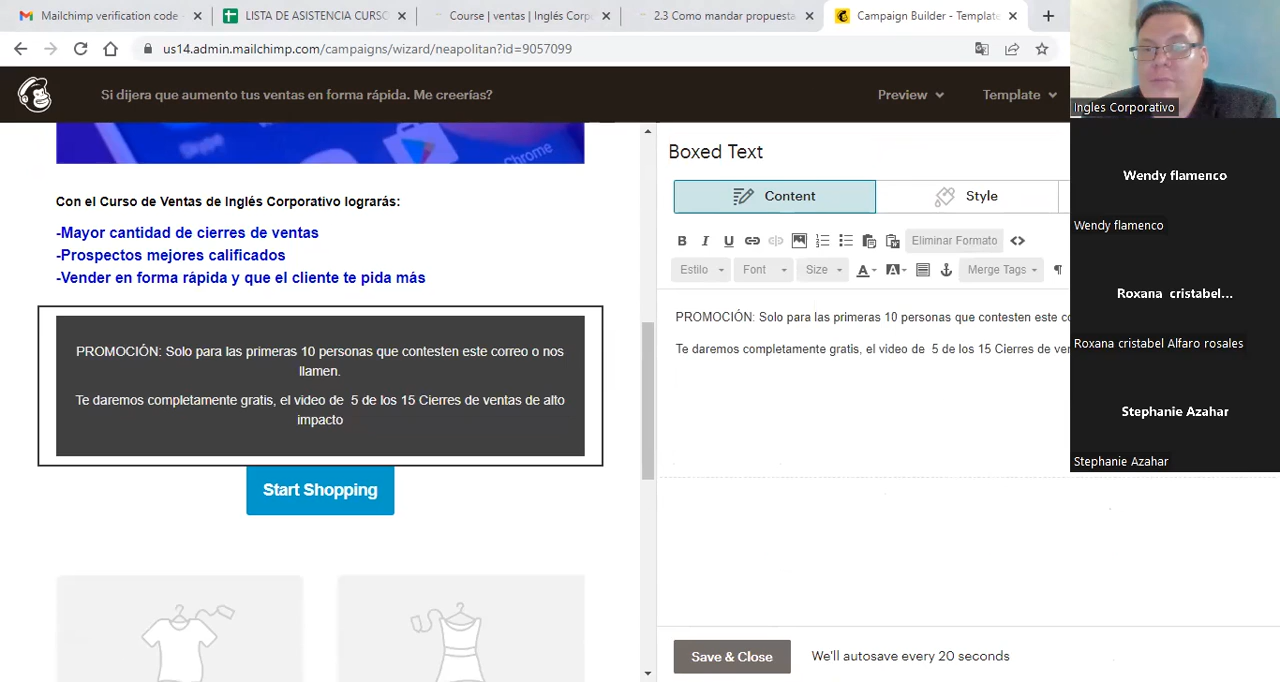 Mailchimp verification code
LISTA DE ASISTENCIA CURSO
Course | ventas | Inglés Corpo
2.3 Como mandar propuesta
Campaign Builder - Template
us14.admin.mailchimp.com/campaigns/wizard/neapolitan?id=9057099
Si dijera que aumento tus ventas en forma rápida. Me creerías?
Preview
Template
Ingles Corporativo
Skype
Chrome
Boxed Text
Content
Style
Con el Curso de Ventas de Inglés Corporativo lograrás:
-Mayor cantidad de cierres de ventas
-Prospectos mejores calificados
-Vender en forma rápida y que el cliente te pida más
B I U
Eliminar Formato
Estilo
Font
Size
A
A
Merge Tags
PROMOCIÓN: Solo para las primeras 10 personas que contesten este co
Te daremos completamente gratis, el video de 5 de los 15 Cierres de ver
PROMOCIÓN: Solo para las primeras 10 personas que contesten este correo o nos
llamen.
Te daremos completamente gratis, el video de 5 de los 15 Cierres de ventas de alto
impacto
Start Shopping
Wendy flamenco
Wendy flamenco
Roxana cristabel...
Roxana cristabel Alfaro rosales
Stephanie Azahar
Stephanie Azahar
Save & Close
We'll autosave every 20 seconds